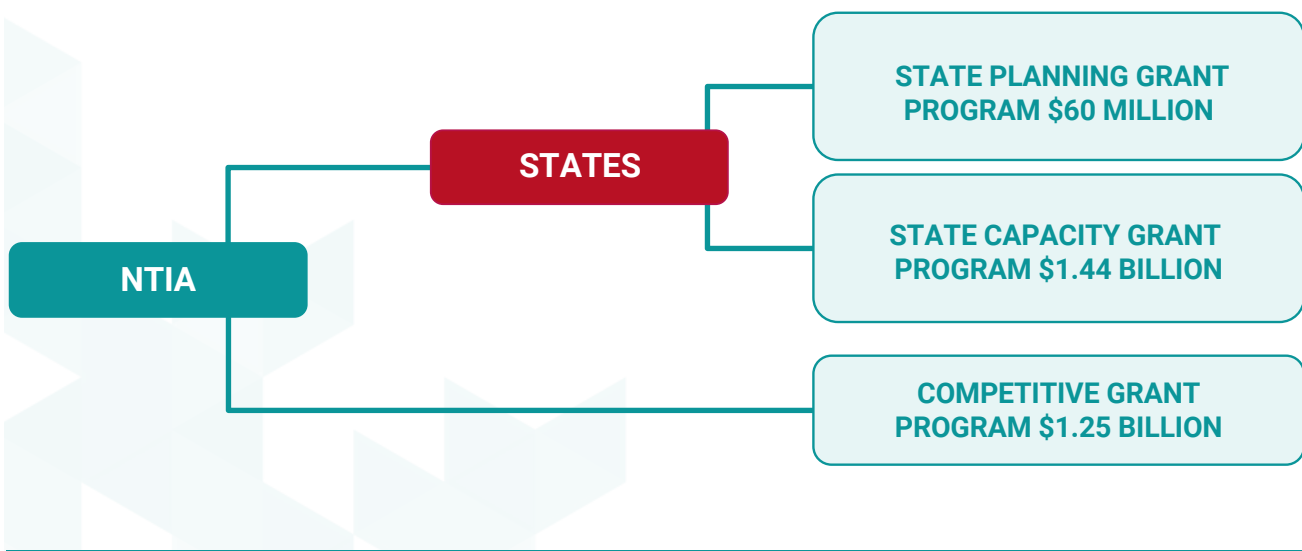 STATE PLANNING GRANT
PROGRAM $60 MILLION
STATES
STATE CAPACITY GRANT
PROGRAM $1.44 BILLION
NTIA
COMPETITIVE GRANT
PROGRAM $1.25 BILLION